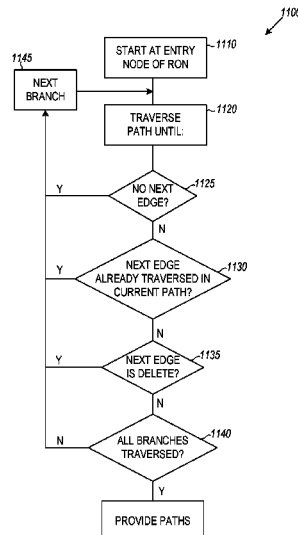 1100
1145
NEXT
BRANCH
1110
START AT ENTRY
NODE OF RON
1120
TRAVERSE
PATH UNTIL:
1125
NO NEXT
EDGE?
Y
N
1130
NEXT EDGE
ALREADY TRAVERSED IN
CURRENT PATH?
Y
N
1135
NEXT EDGE
IS DELETE?
Y
N
1140
ALL BRANCHES
TRAVERSED?
N
Y
PROVIDE PATHS